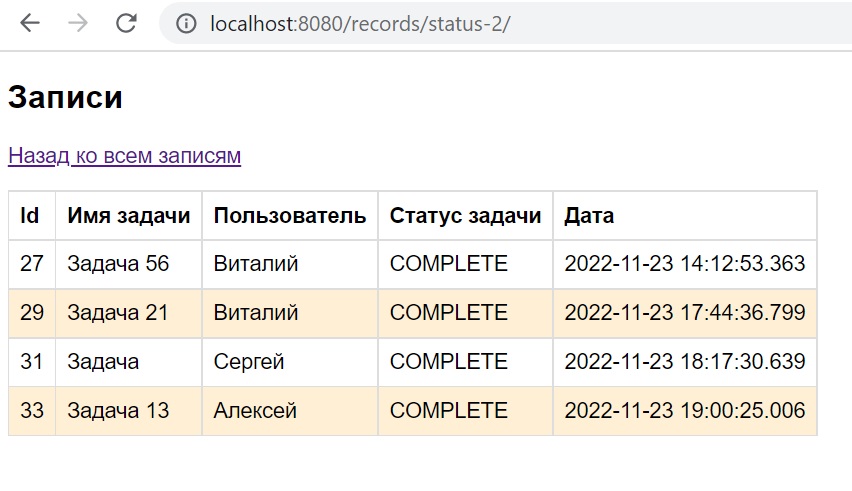 localhost:8080/records/status-2/
Записи
Назад ко всем записям
Id Имя задачи Пользователь Статус задачи Дата
27 Задача 56 Виталий COMPLETE 2022-11-23 14:12:53.363
29 Задача 21 Виталий COMPLETE 2022-11-23 17:44:36.799
31 Задача Сергей COMPLETE 2022-11-23 18:17:30.639
33 Задача 13 Алексей COMPLETE 2022-11-23 19:00:25.006